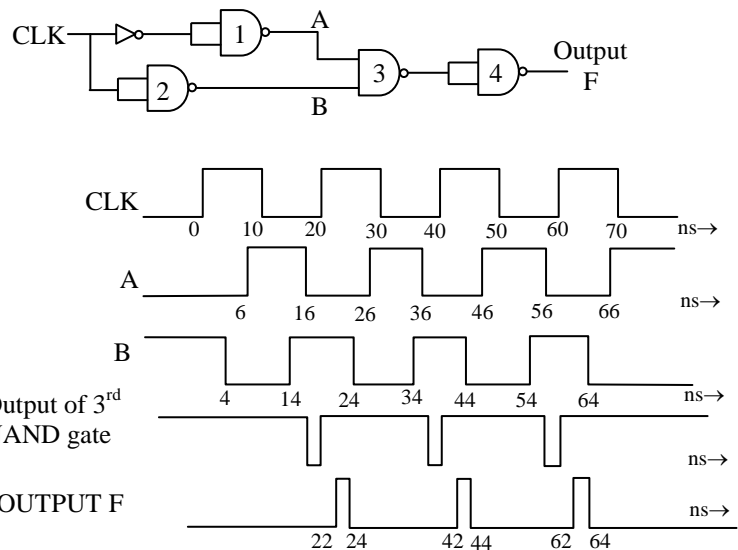 A
CLK
1
Output
3
4
F
2
B
CLK
0 10 20 30 40 50 60 70 ns→
A
6 16 26 36 46 56 66 ns→
B
4 14 24 34 44 54 64 ns→
utput of 3rd
AND gate
ns→
OUTPUT F
22 24 42 44 62 64